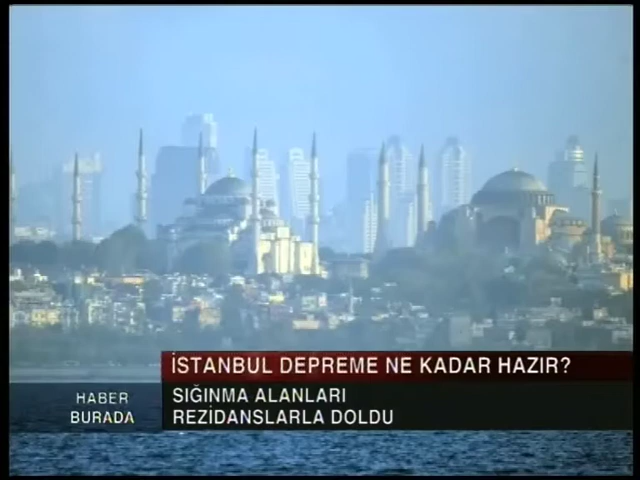 İSTANBUL DEPREME NE KADAR HAZIR?
HABER
BURADA
SIĞINMA ALANLARI
REZİDANSLARLA DOLDU